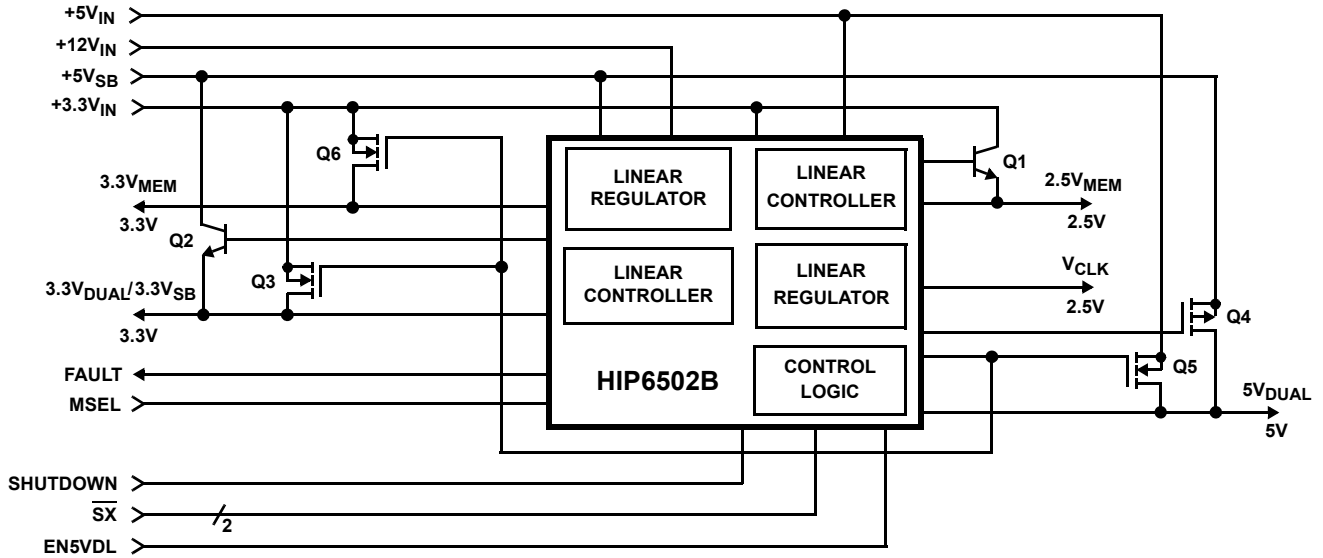 +5VIN
+12VIN
+5VSB
+3.3VIN
Q6
LINEAR
REGULATOR
LINEAR
CONTROLLER
Q1
3.3VMEM
3.3V
2.5VMEM
2.5V
Q2
Q3
LINEAR
CONTROLLER
LINEAR
REGULATOR
VCLK
2.5V
3.3VDUAL/3.3VSB
3.3V
Q4
Q5
FAULT
MSEL
HIP6502B
CONTROL
LOGIC
5VDUAL
5V
SHUTDOWN
SX
2
EN5VDL